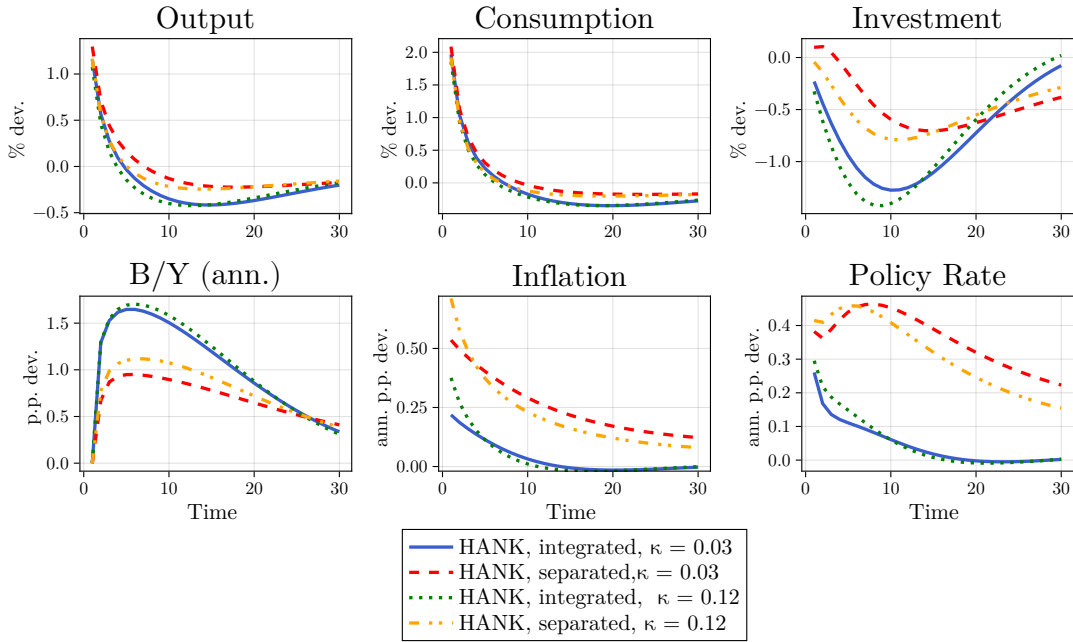 Output
Consumption
Investment
% dev.
1.0
0.5
0.0
−0.5
0
10
20
30
% dev.
2.0
1.5
1.0
0.5
0.0
0
10
20
30
% dev.
0.0
−0.5
−1.0
0
10
20
30
B/Y (ann.)
Inflation
Policy Rate
p.p. dev.
1.5
1.0
0.5
0.0
0
10
20
30
Time
ann. p.p. dev.
0.50
0.25
0.00
0
10
20
30
Time
ann. p.p. dev.
0.4
0.3
0.2
0.1
0.0
0
10
20
30
Time
HANK, integrated, κ = 0.03
HANK, separated,κ = 0.03
HANK, integrated, κ = 0.12
HANK, separated, κ = 0.12